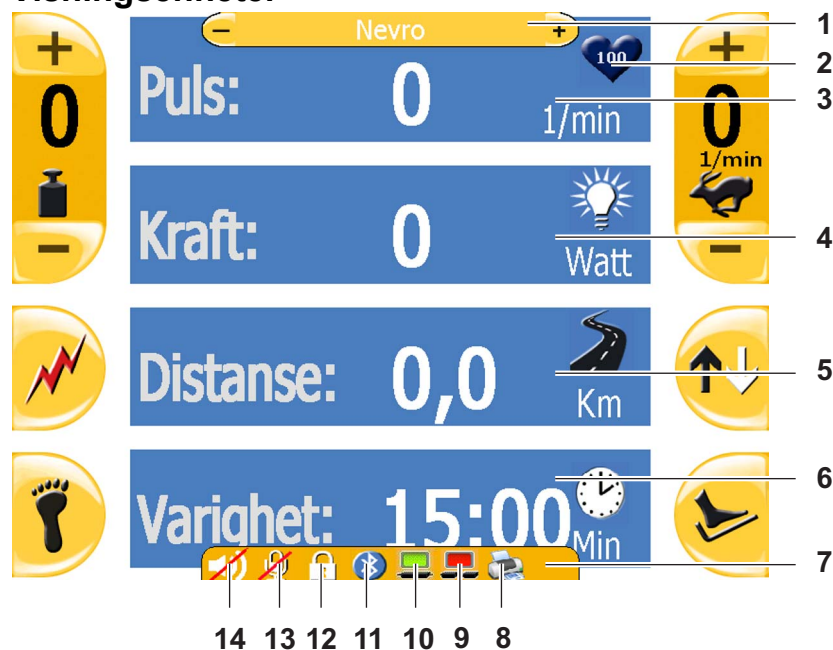 − Nevro + 1
+ + 2
100
Puls: 0 1/min 3
0 0
1/min
Kraft: 0 Watt 4
− −
Distanse: 0,0 Km 5
6
Varighet: 15:00 Min
7
14 13 12 11 10 9 8